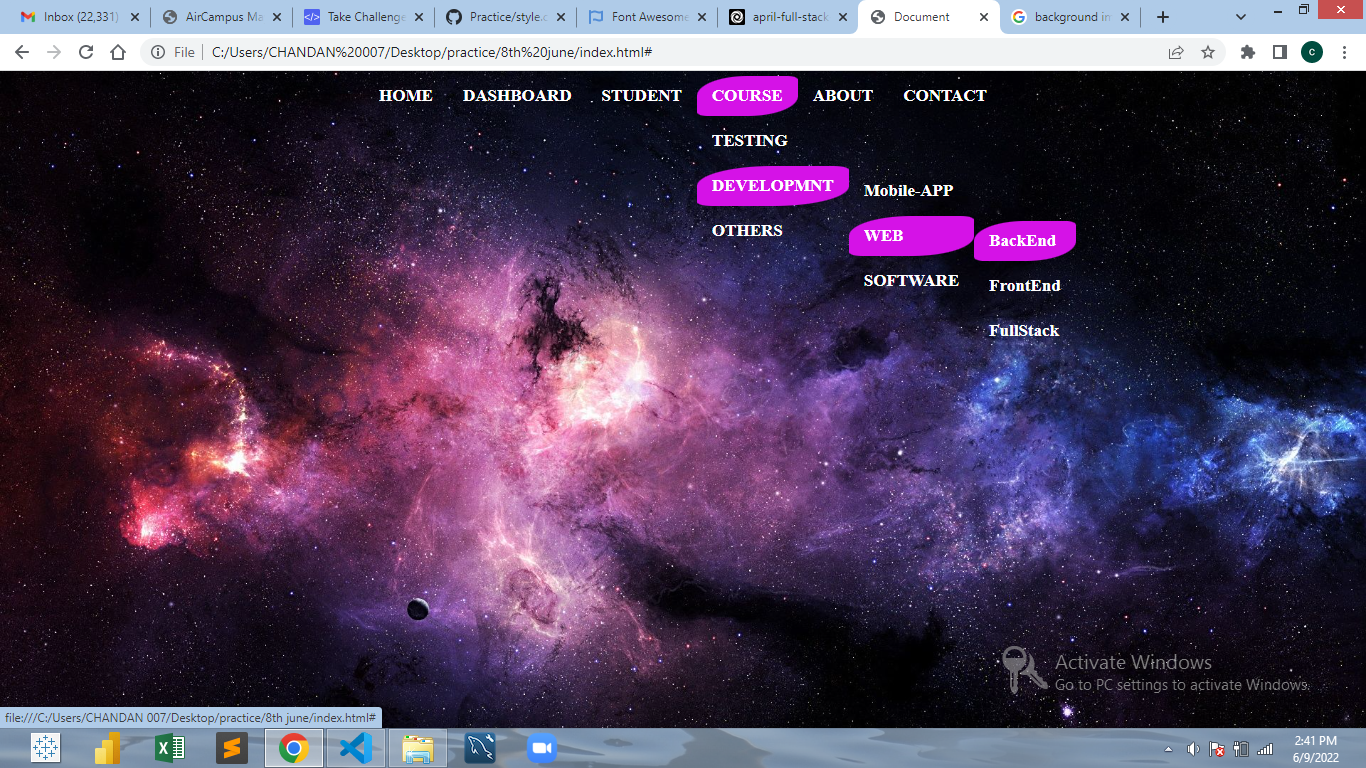 Inbox (22,331)
AirCampus Ma
Take Challenge
Practice/style.c
Font Awesome
april-full-stack
Document
background in
File
C:/Users/CHANDAN%20007/Desktop/practice/8th%20june/index.html#
c
HOME DASHBOARD STUDENT COURSE ABOUT CONTACT
TESTING
DEVELOPMNT
Mobile-APP
OTHERS
WEB
BackEnd
SOFTWARE
FrontEnd
FullStack
Activate Windows
Go to PC settings to activate Windows.
file:///C:/Users/CHANDAN 007/Desktop/practice/8th june/index.html#
2:41 PM
6/9/2022